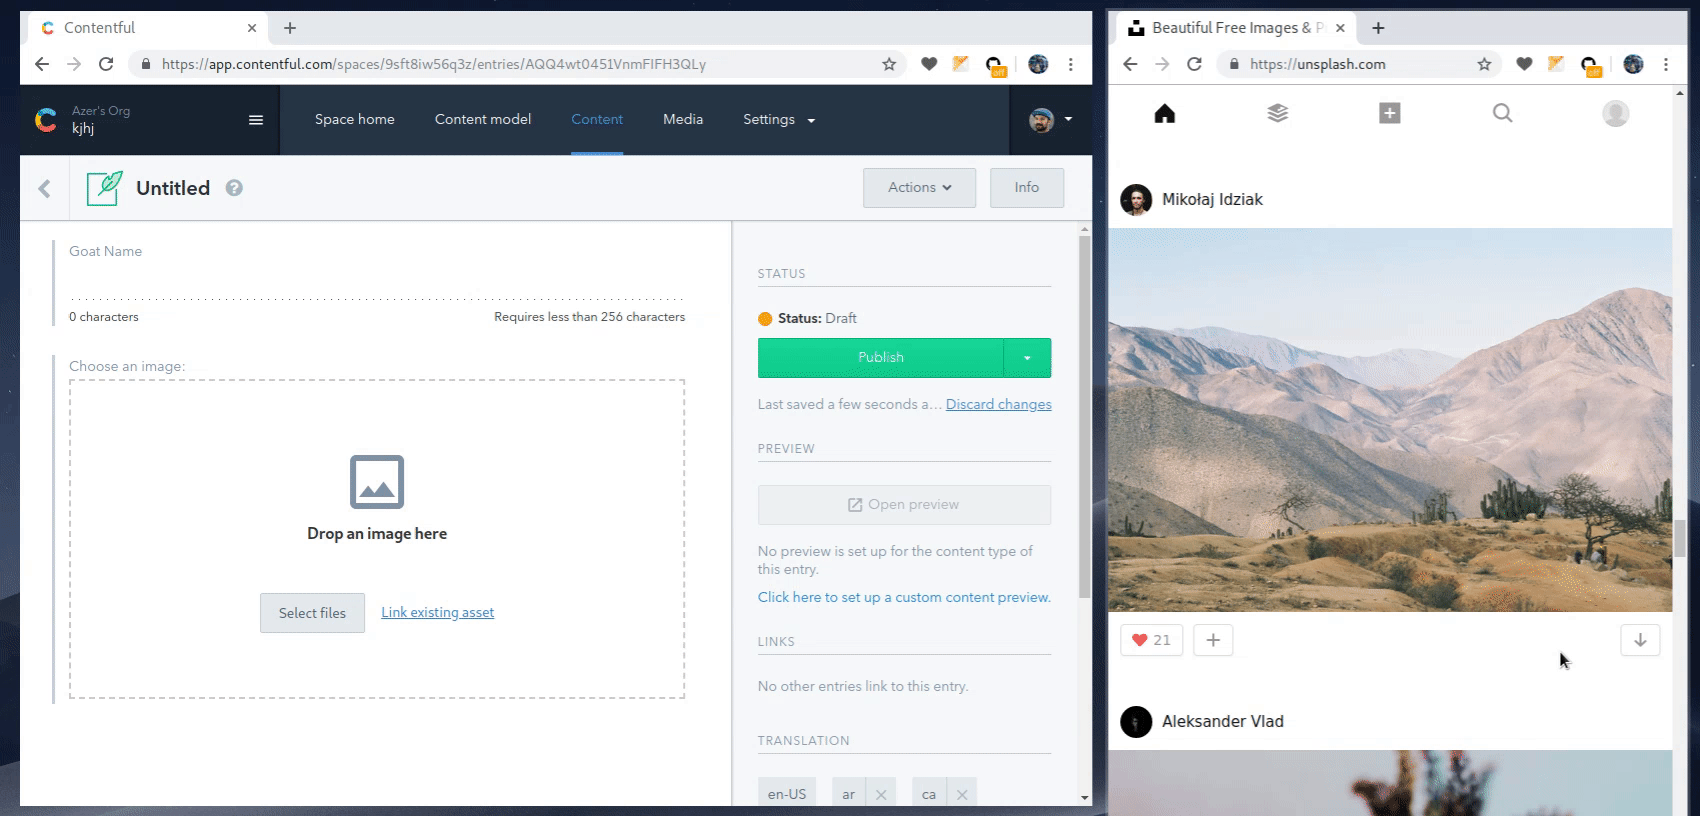 Contentful
https://app.contentful.com/spaces/9sft8iw56q3z/entries/AQQ4wt0451VnmFIFH3QLy
off
Azer's Org
kjhj
Space home
Content model
Content
Media
Settings
Untitled
?
Actions
Info
Goat Name
0 characters
Requires less than 256 characters
Choose an image:
Drop an image here
Select files
Link existing asset
STATUS
Status: Draft
Publish
Last saved a few seconds a... Discard changes
PREVIEW
Open preview
No preview is set up for the content type of
this entry.
Click here to set up a custom content preview.
LINKS
No other entries link to this entry.
TRANSLATION
en-US
ar
ca
Beautiful Free Images & P
https://unsplash.com
off
Mikołaj Idziak
21
Aleksander Vlad